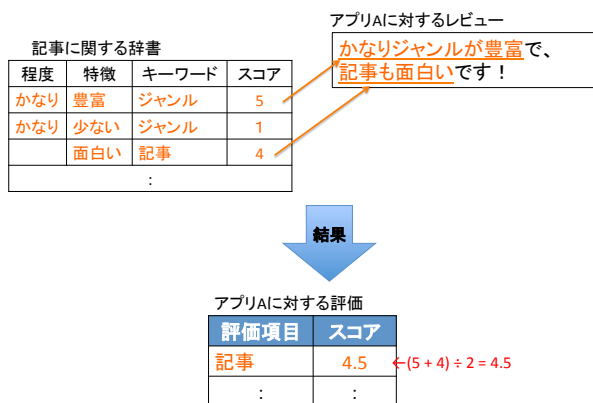 記事に関する辞書
程度 特徴 キーワード スコア
かなり 豊富 ジャンル 5
かなり 少ない ジャンル 1
面白い 記事 4
:
アプリAに対するレビュー
かなりジャンルが豊富で、
記事も面白いです！
結果
アプリAに対する評価
評価項目 スコア
記事 4.5 ←(5 + 4) ÷ 2 = 4.5
: :